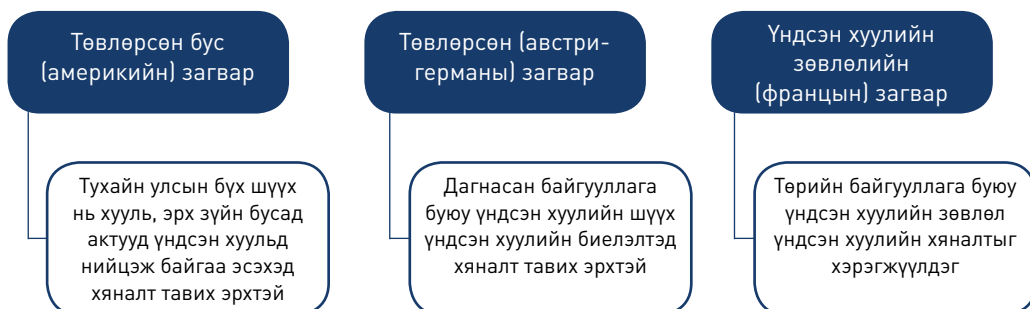 Төвлөрсөн бус
(америкийн) загвар
Тухайн улсын бүх шүүх
нь хууль, эрх зүйн бусад
актууд үндсэн хуульд
нийцэж байгаа эсэхэд
хяналт тавих эрхтэй
Төвлөрсөн (австри-
германы) загвар
Дагнасан байгууллага
буюу үндсэн хуулийн шүүх
үндсэн хуулийн биелэлтэд
хяналт тавих эрхтэй
Үндсэн хуулийн
зөвлөлийн
(францын) загвар
Төрийн байгууллага буюу
үндсэн хуулийн зөвлөл
үндсэн хуулийн хяналтыг
хэрэгжүүлдэг